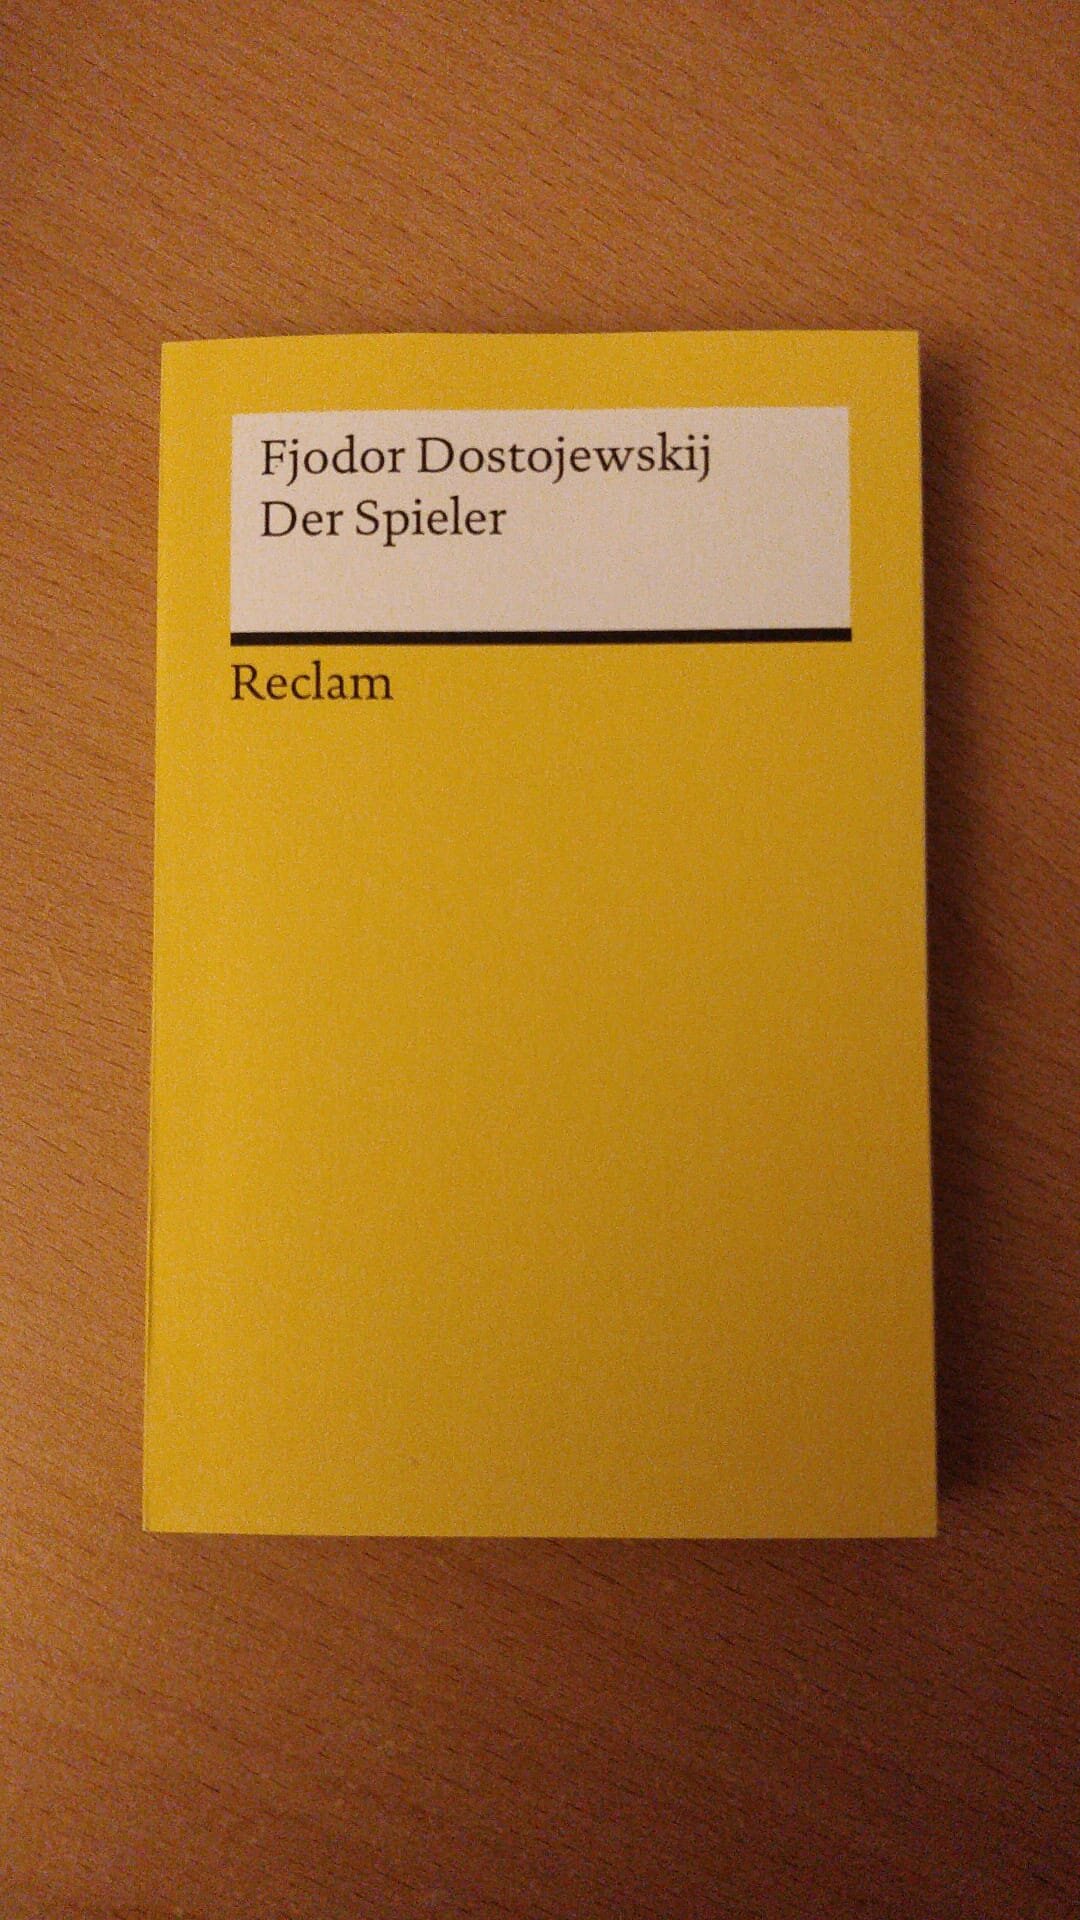 Fjodor Dostojewskij
Der Spieler
Reclam